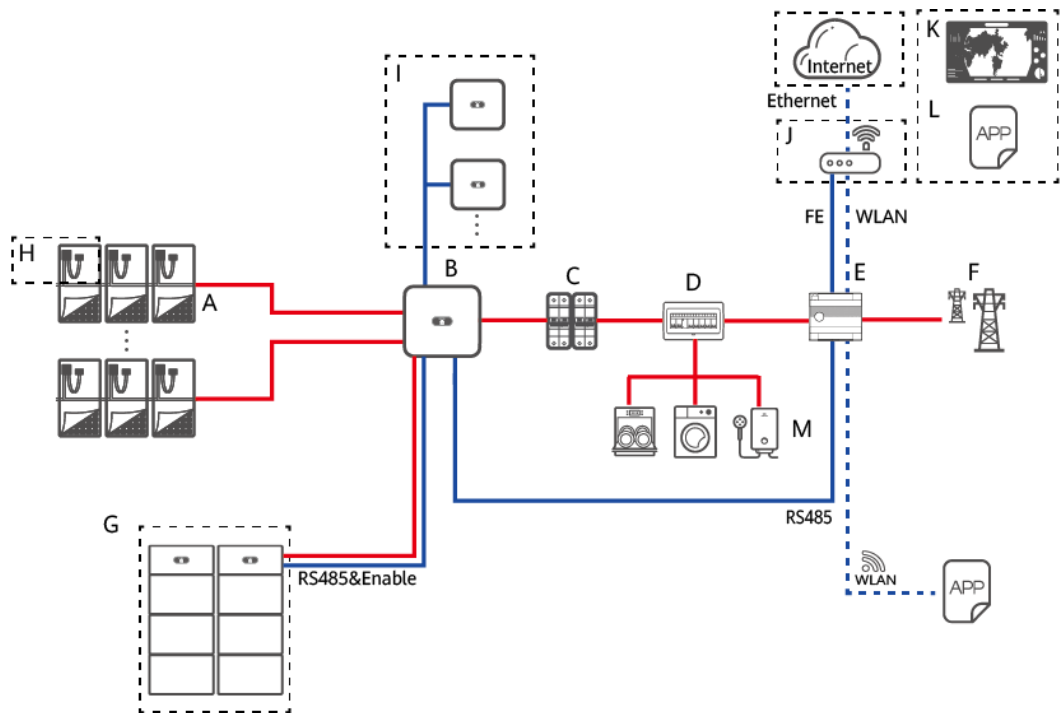 K
I
Internet
Ethernet
L
J
APP
FE
WLAN
H
B
C
D
E
F
A
M
RS485
G
RS485&Enable
WLAN
APP